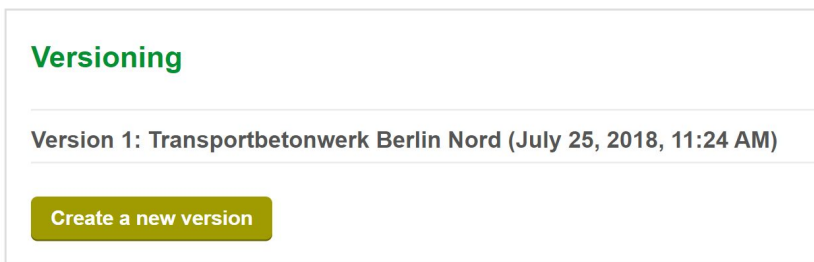 Versioning
Version 1: Transportbetonwerk Berlin Nord (July 25, 2018, 11:24 AM)
Create a new version